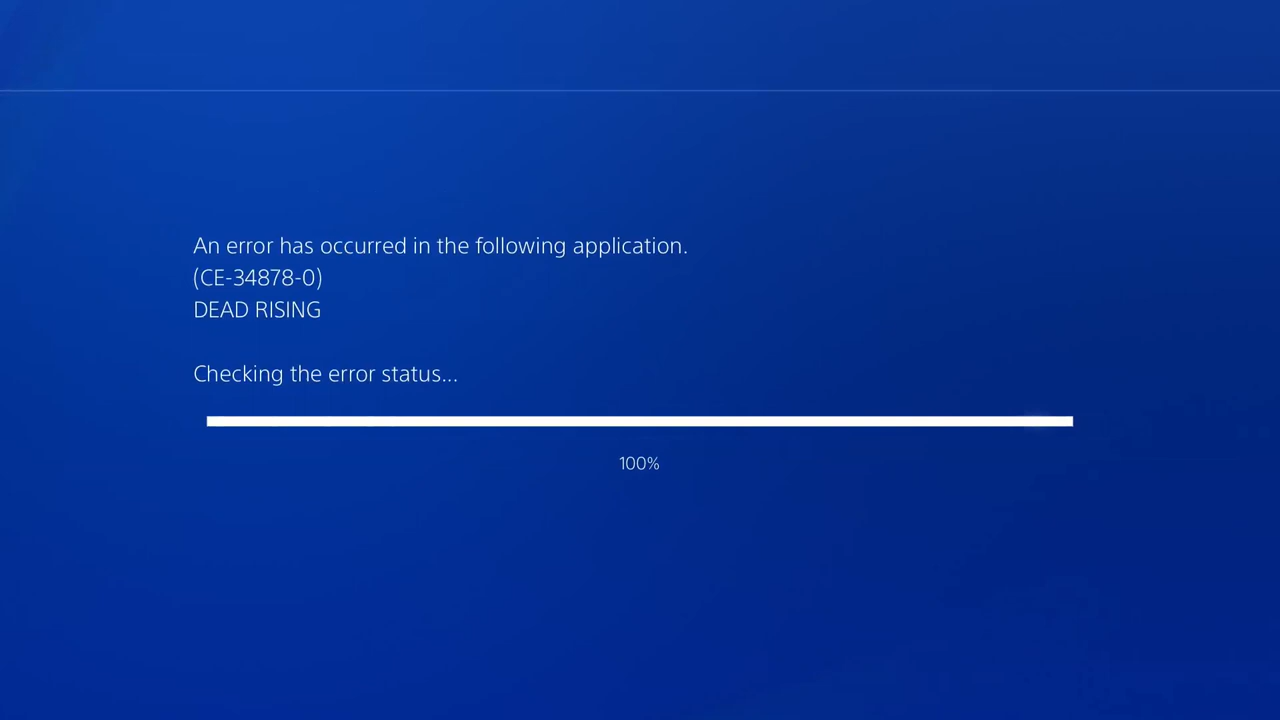 An error has occurred in the following application.
(CE-34878-0)
DEAD RISING
Checking the error status...
100%